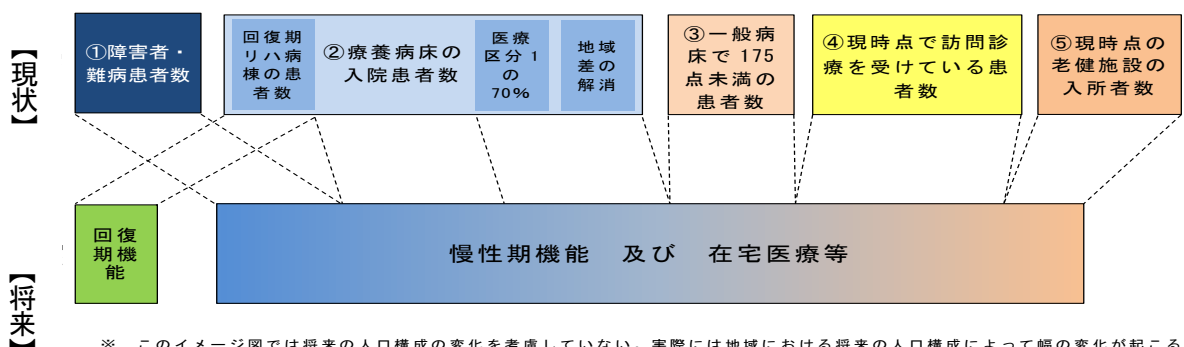 【現状】
①障害者・
難病患者数
回復期
リハ病
棟の患
者数
②療養病床の
入院患者数
医療
区分1
の
70%
地域
差の
解消
③一般病
床で175
点未満の
患者数
④現時点で訪問診
療を受けている患
者数
⑤現時点の
老健施設の
入所者数
回復
期機
能
慢性期機能 及び 在宅医療等
【将来】
※ このイメージ図では将来の人口構成の変化を考慮していない。実際には地域における将来の人口構成によって幅の変化が起こる